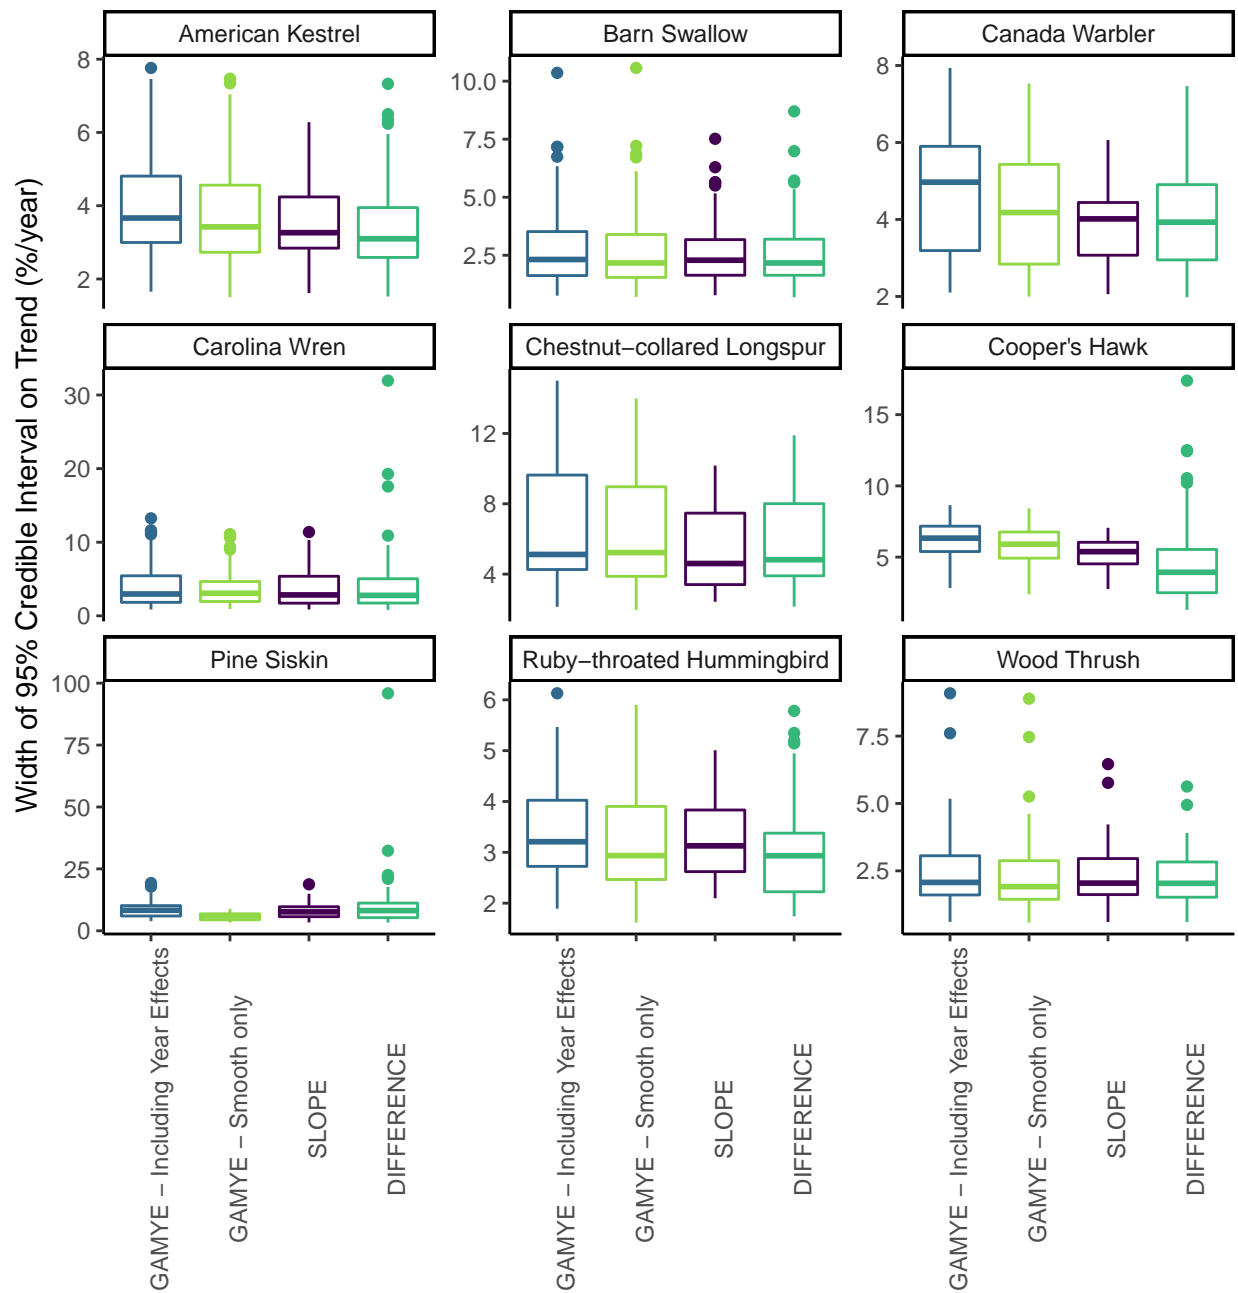 Width of 95% Credible Interval on Trend (%/year)
American Kestrel
8
6
4
2
Barn Swallow
10.0
7.5
5.0
2.5
Canada Warbler
8
6
4
2
Carolina Wren
30
20
10
0
Chestnut−collared Longspur
12
8
4
Cooper's Hawk
15
10
5
Pine Siskin
100
75
50
25
0
Ruby−throated Hummingbird
6
5
4
3
2
Wood Thrush
7.5
5.0
2.5
GAMYE − Including Year Effects
GAMYE − Smooth only
SLOPE
DIFFERENCE
GAMYE − Including Year Effects
GAMYE − Smooth only
SLOPE
DIFFERENCE
GAMYE − Including Year Effects
GAMYE − Smooth only
SLOPE
DIFFERENCE